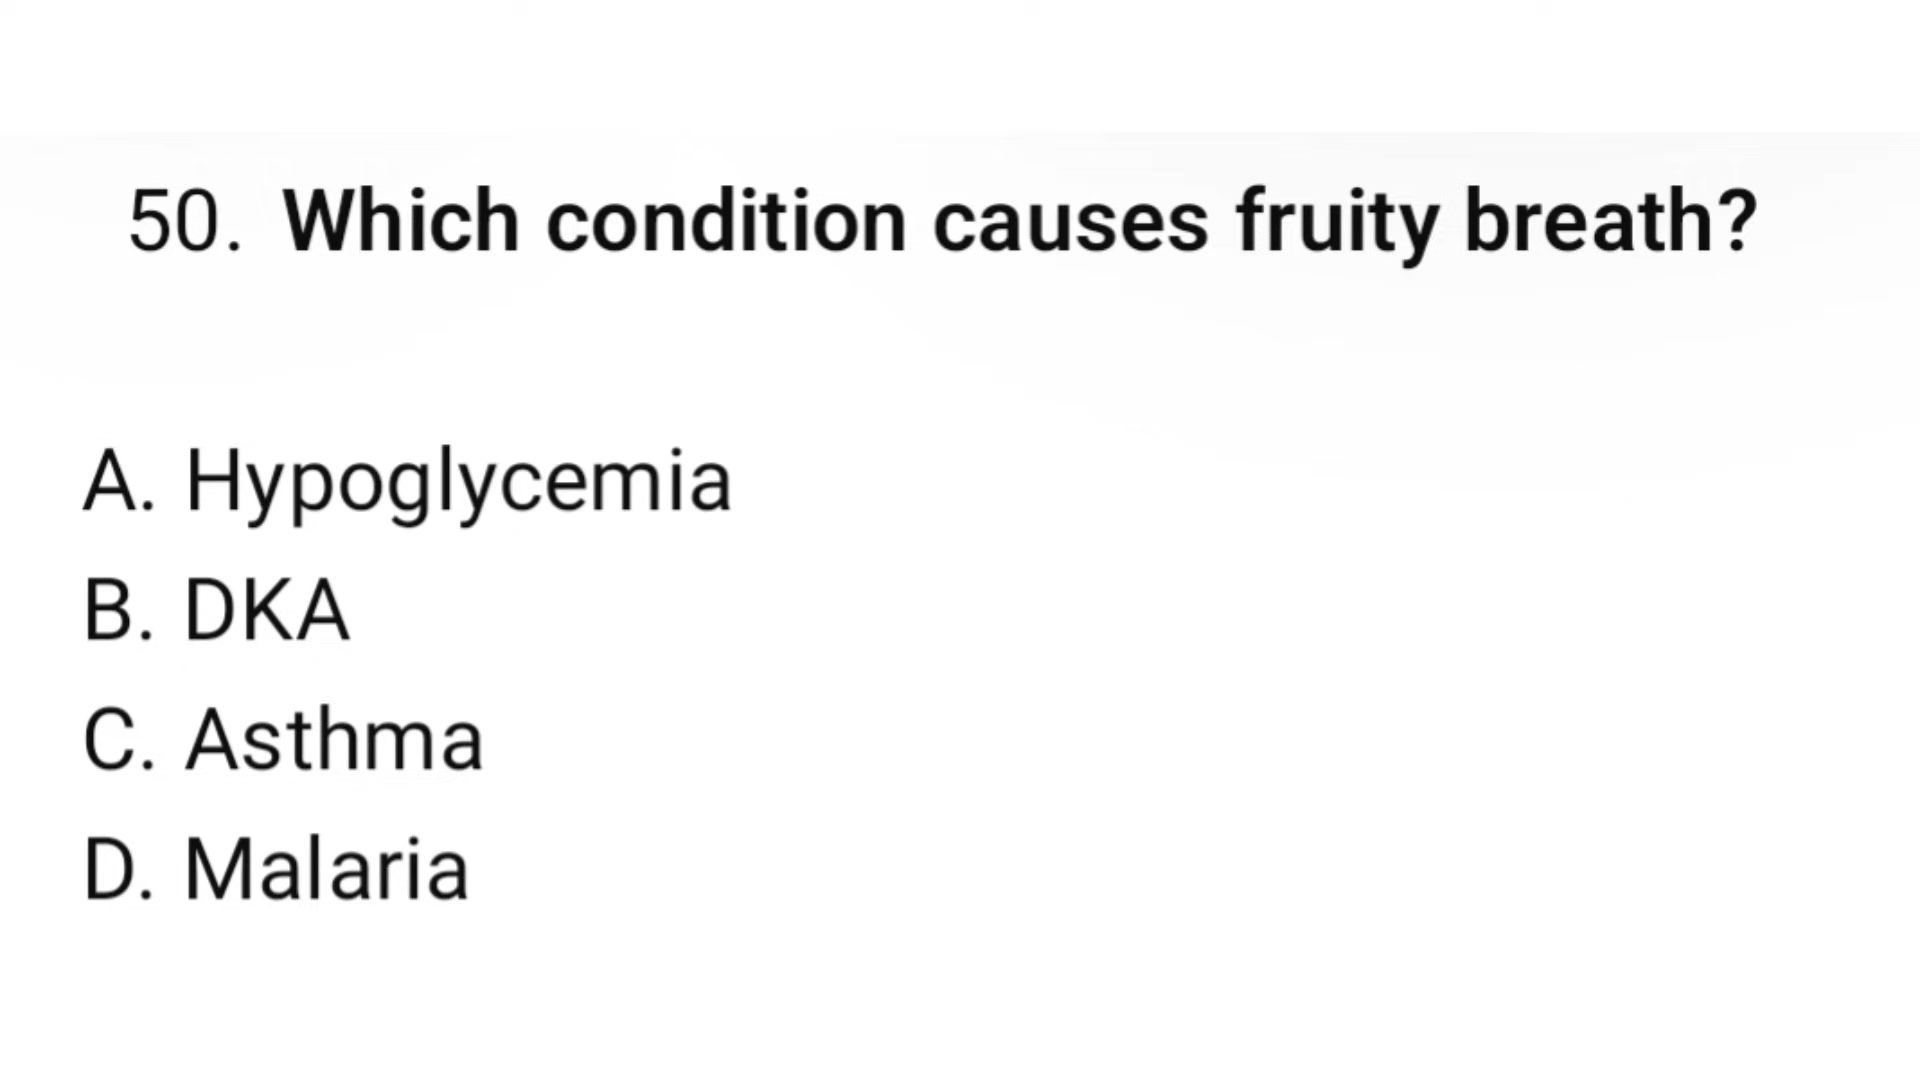 50. Which condition causes fruity breath?
A. Hypoglycemia
B. DKA
C. Asthma
D. Malaria